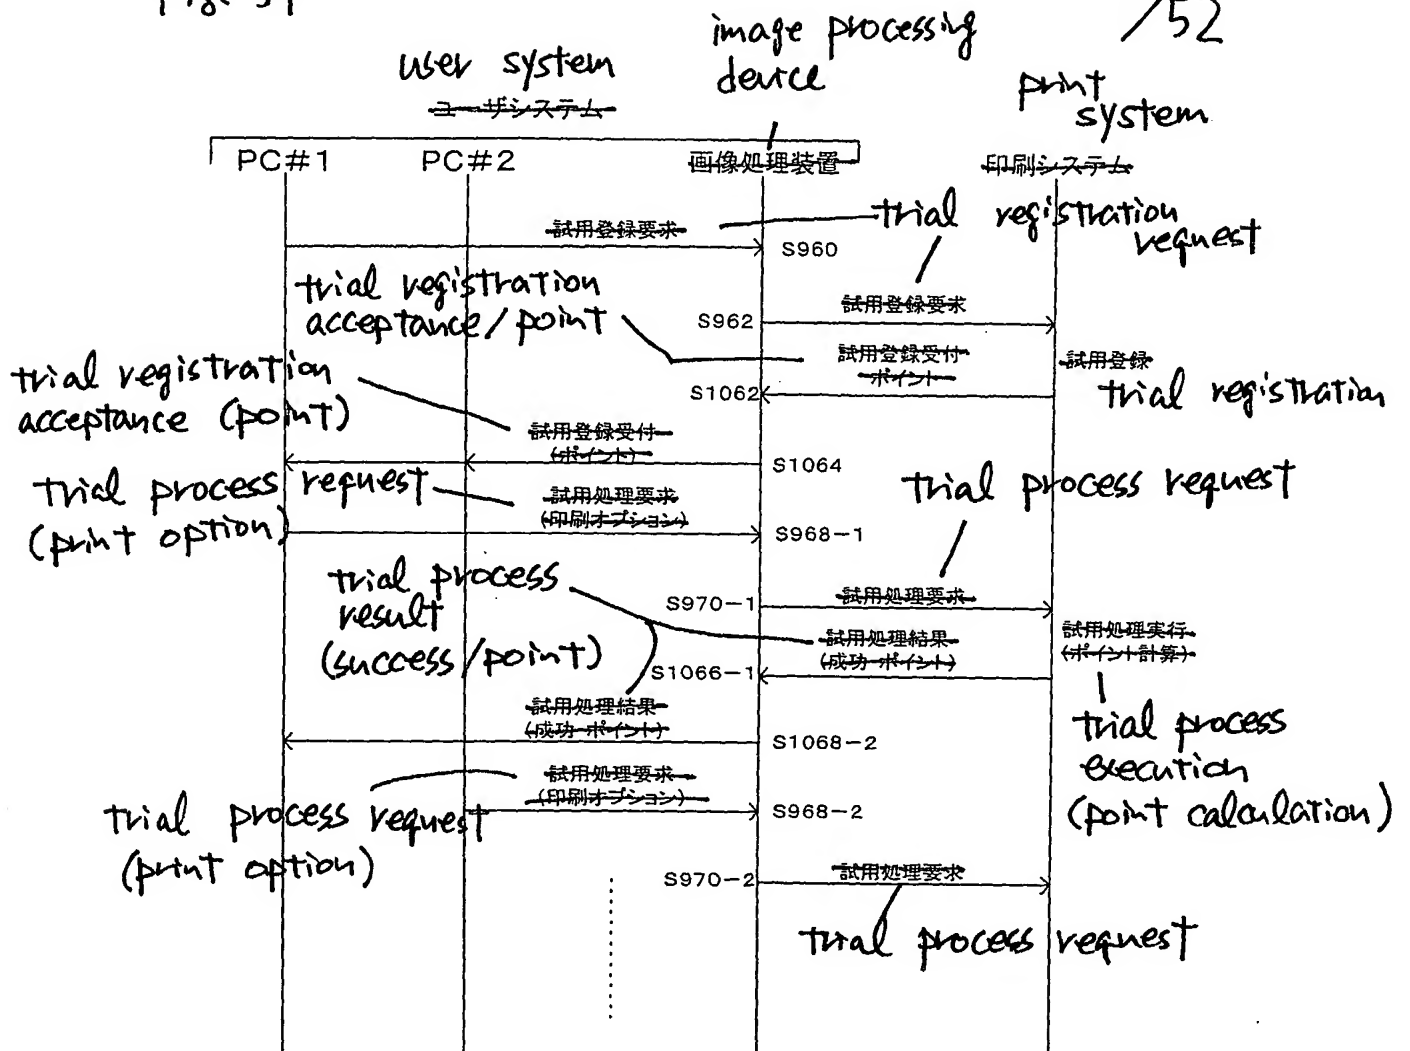 /52
image processing
device
user system
print
system
ユーザシステム
PC#1 PC#2 画像処理装置 印刷システム
試用登録要求
trial registration
request
S960
trial registration
acceptance/point
試用登録要求
S962
試用登録受付
ポイント
試用登録
trial registration
acceptance (point)
S1062
trial registration
試用登録受付
(ポイント)
S1064
trial process request
(print option)
試用処理要求
(印刷オプション)
S968-1
trial process request
trial process
result
(success/point)
S970-1
試用処理要求
試用処理結果
(成功・ポイント)
試用処理実行
(ポイント計算)
S1066-1
試用処理結果
(成功・ポイント)
S1068-2
trial process
execution
(point calculation)
試用処理要求
(印刷オプション)
S968-2
trial process request
(print option)
S970-2
試用処理要求
trial process request